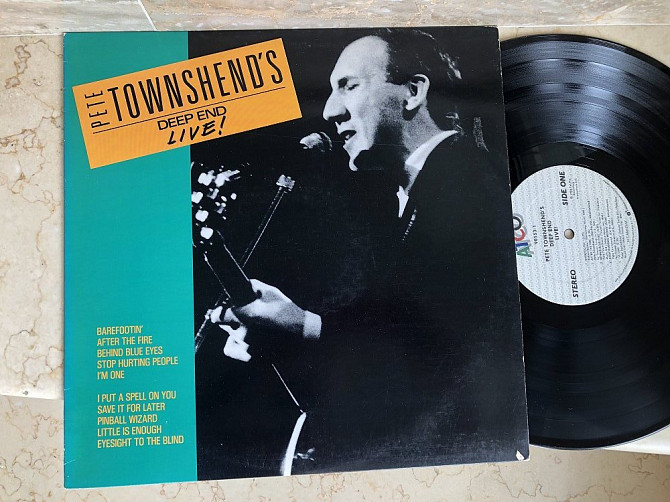 PETE
TOWNSHEND'S
DEEP END
LIVE!
BAREFOOTIN'
AFTER THE FIRE
BEHIND BLUE EYES
STOP HURTING PEOPLE
I'M ONE
I PUT A SPELL ON YOU
SAVE IT FOR LATER
PINBALL WIZARD
LITTLE IS ENOUGH
EYESIGHT TO THE BLIND
ATCO
90553-1
PETE TOWNSHEND'S
DEEP END
LIVE!
SIDE ONE
STEREO